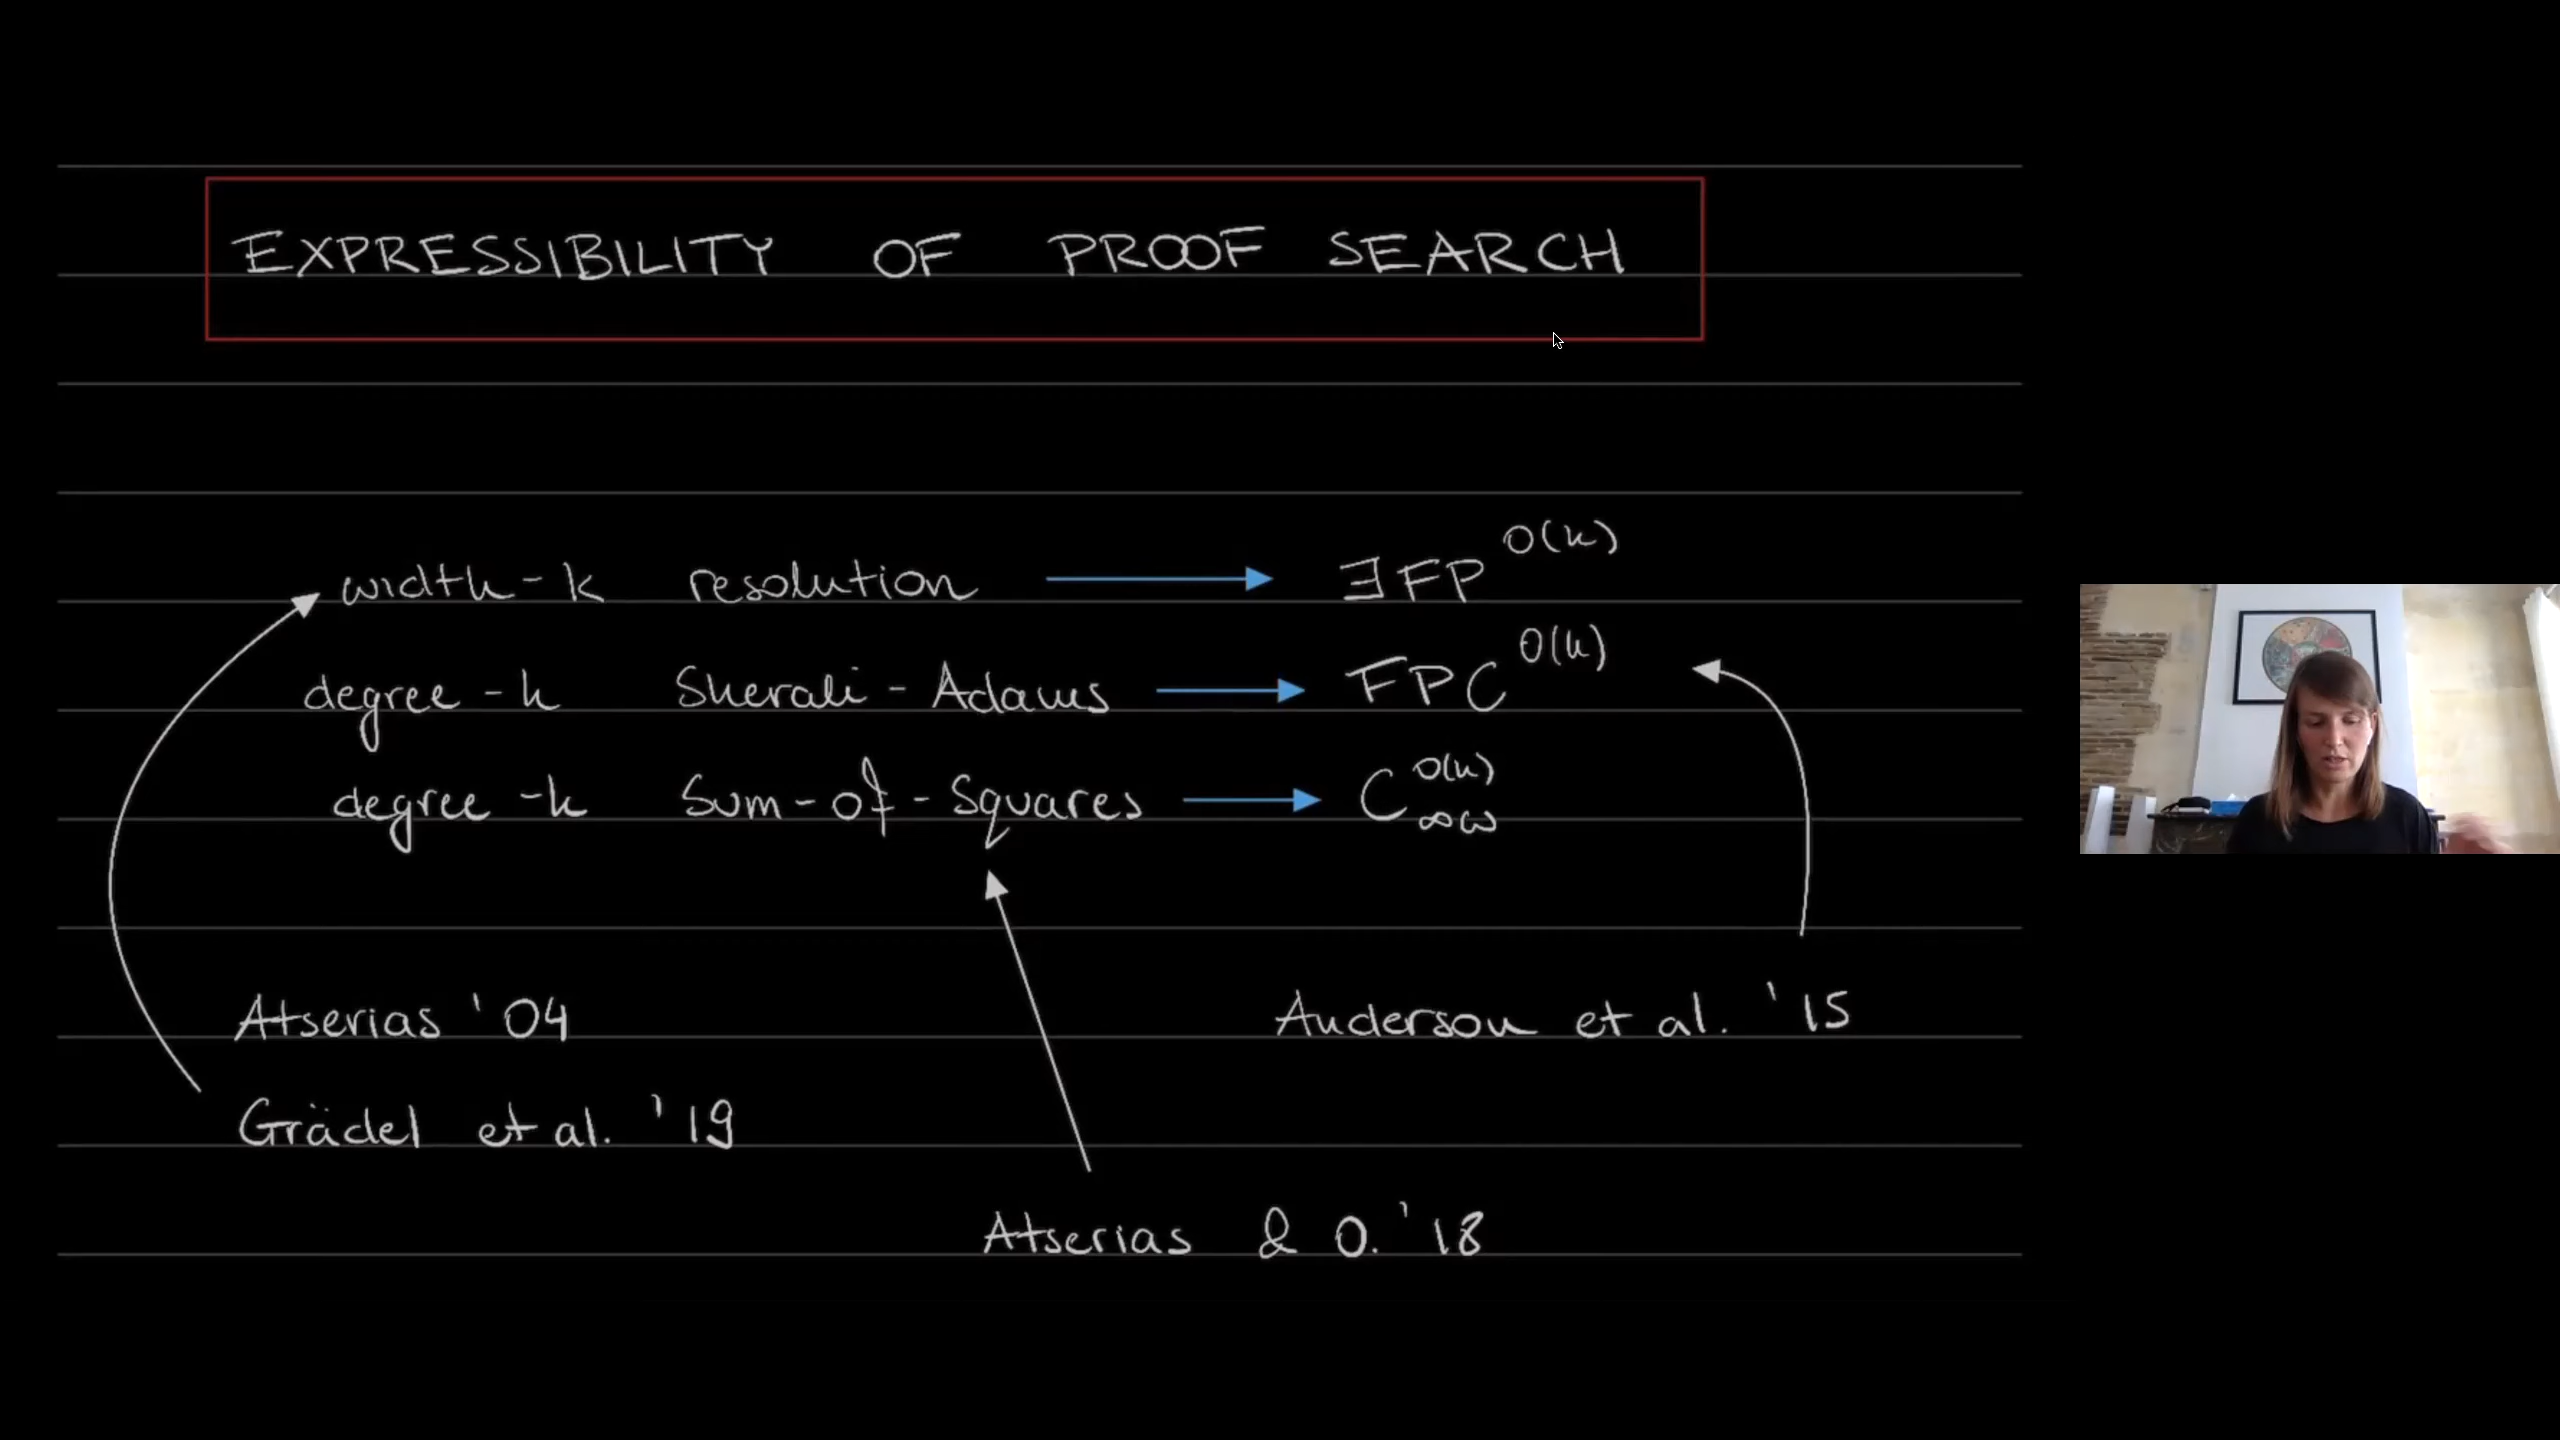 EXPRESSIBILITY OF PROOF SEARCH
width-k resolution → ∃FP^O(k)
degree-k Sherali-Adams → FPC^O(k)
degree-k Sum-of-Squares → C^O(k)_∞ω
Atserias '04
Anderson et al. '15
Grädel et al. '19
Atserias & O. '18